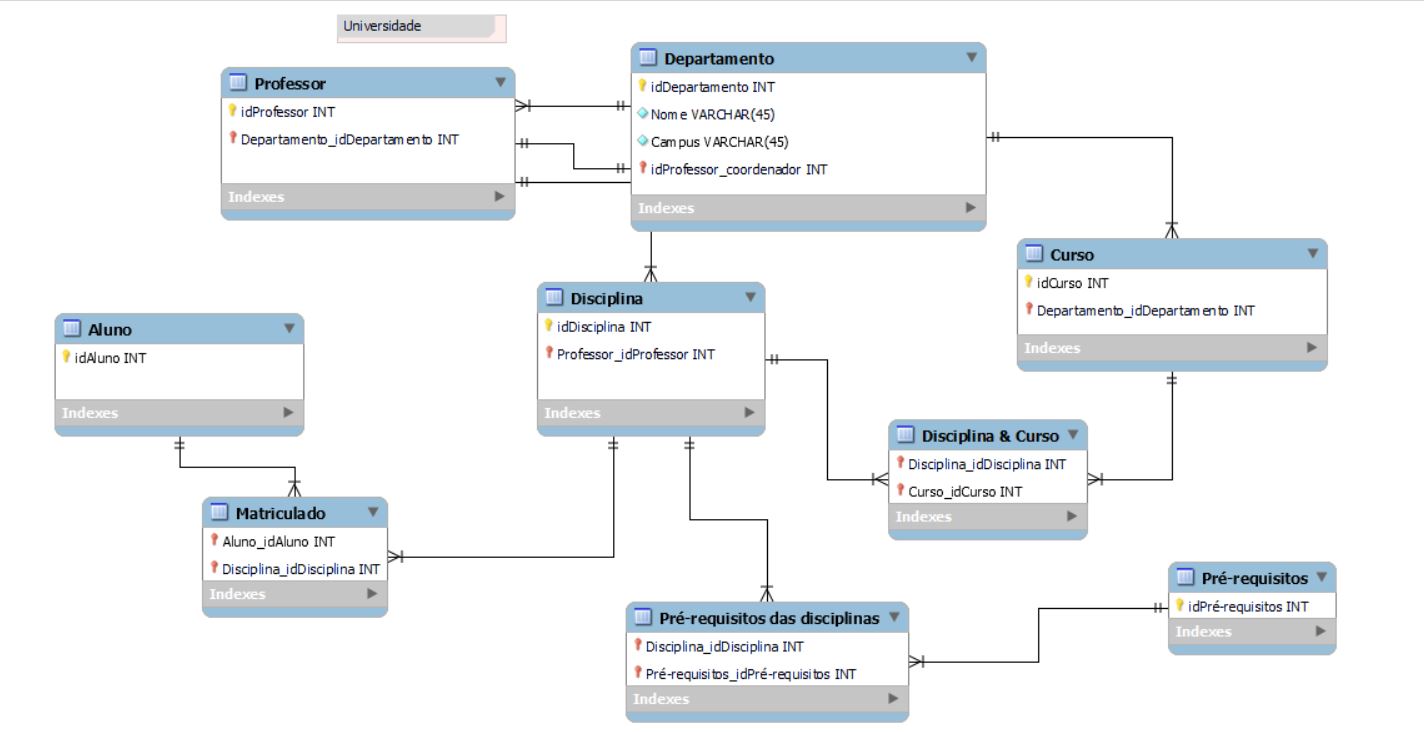 Universidade
Professor
idProfessor INT
Departamento_idDepartamento INT
Indexes
Departamento
idDepartamento INT
Nome VARCHAR(45)
Campus VARCHAR(45)
idProfessor_coordenador INT
Indexes
Curso
idCurso INT
Departamento_idDepartamento INT
Indexes
Disciplina
idDisciplina INT
Professor_idProfessor INT
Indexes
Aluno
idAluno INT
Indexes
Disciplina & Curso
Disciplina_idDisciplina INT
Curso_idCurso INT
Indexes
Matriculado
Aluno_idAluno INT
Disciplina_idDisciplina INT
Indexes
Pré-requisitos das disciplinas
Disciplina_idDisciplina INT
Pré-requisitos_idPré-requisitos INT
Indexes
Pré-requisitos
idPré-requisitos INT
Indexes